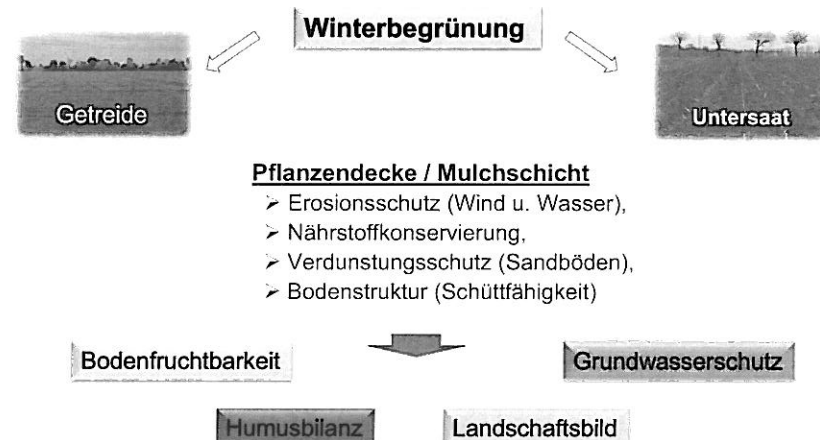 Winterbegrünung
Getreide
Untersaat
Pflanzendecke / Mulchschicht
➢ Erosionsschutz (Wind u. Wasser),
➢ Nährstoffkonservierung,
➢ Verdunstungsschutz (Sandböden),
➢ Bodenstruktur (Schüttfähigkeit)
Bodenfruchtbarkeit
Grundwasserschutz
Humusbilanz
Landschaftsbild